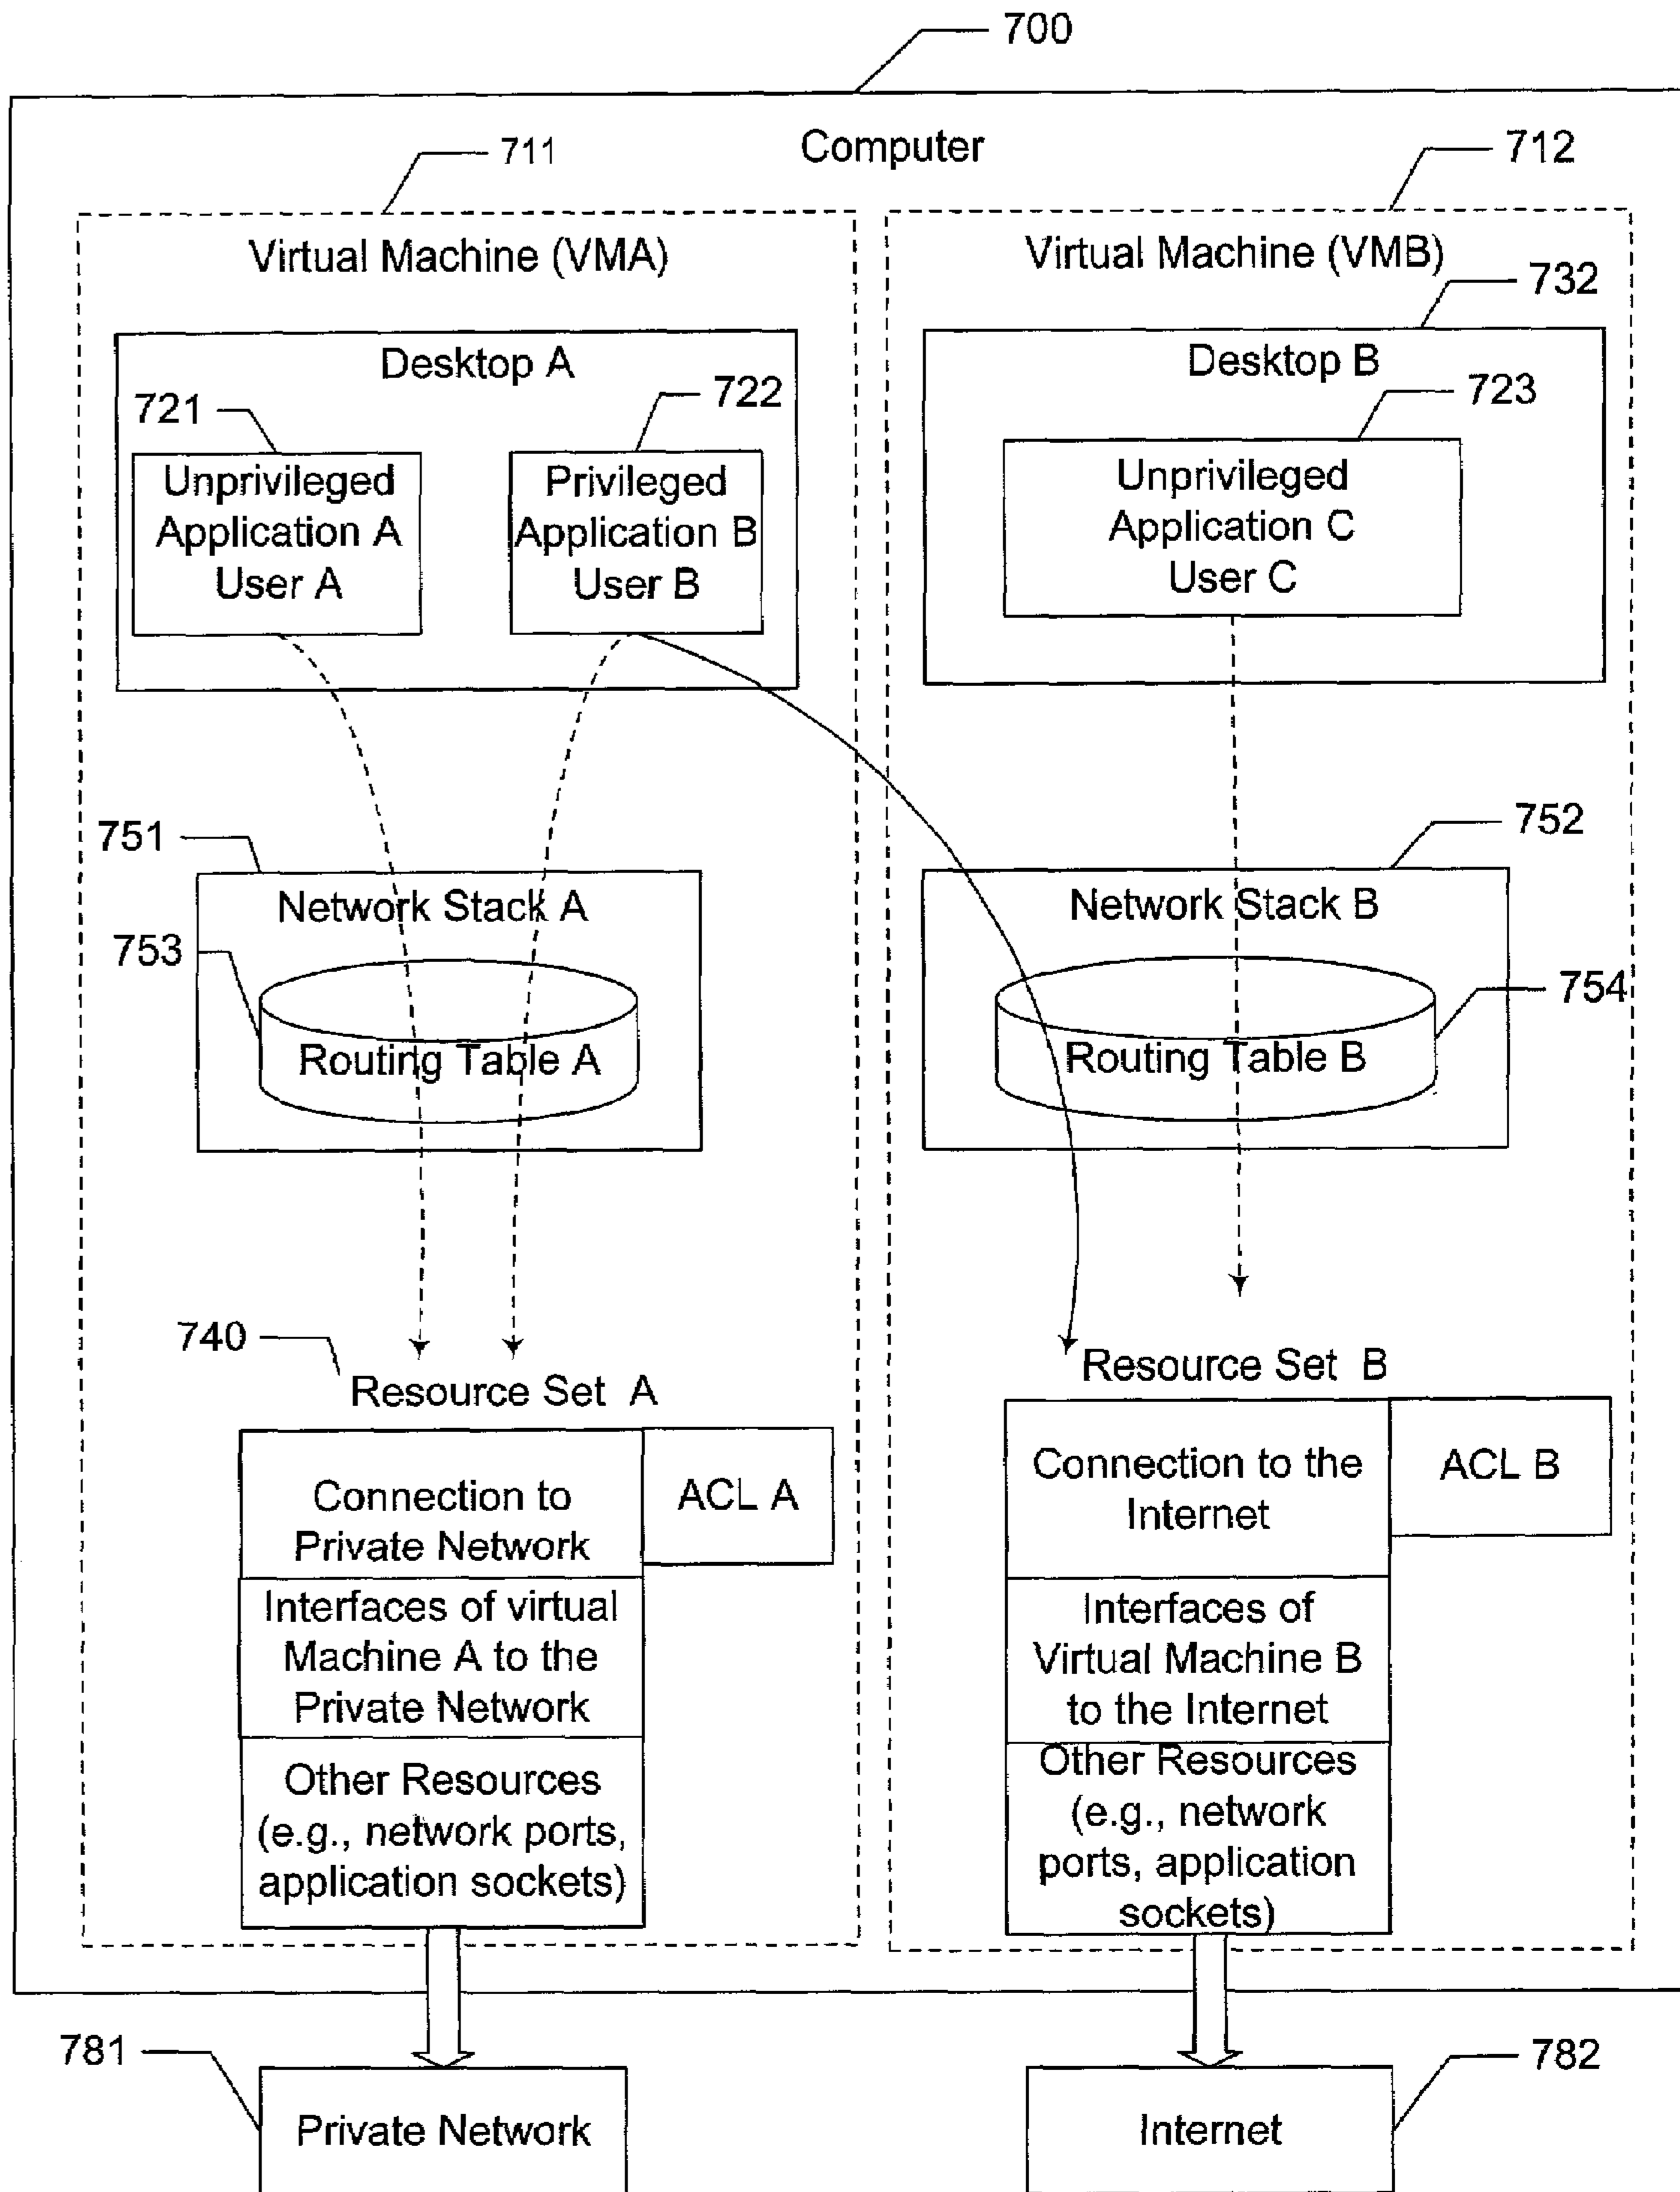 700
Computer
711
712
Virtual Machine (VMA)
Virtual Machine (VMB)
732
Desktop A
Desktop B
721
722
723
Unprivileged
Application A
User A
Privileged
Application B
User B
Unprivileged
Application C
User C
751
752
Network Stack A
Network Stack B
753
754
Routing Table A
Routing Table B
740
Resource Set A
Resource Set B
Connection to
Private Network
ACL A
Interfaces of virtual
Machine A to the
Private Network
Other Resources
(e.g., network ports,
application sockets)
Connection to the
Internet
ACL B
Interfaces of
Virtual Machine B
to the Internet
Other Resources
(e.g., network
ports, application
sockets)
781
782
Private Network
Internet